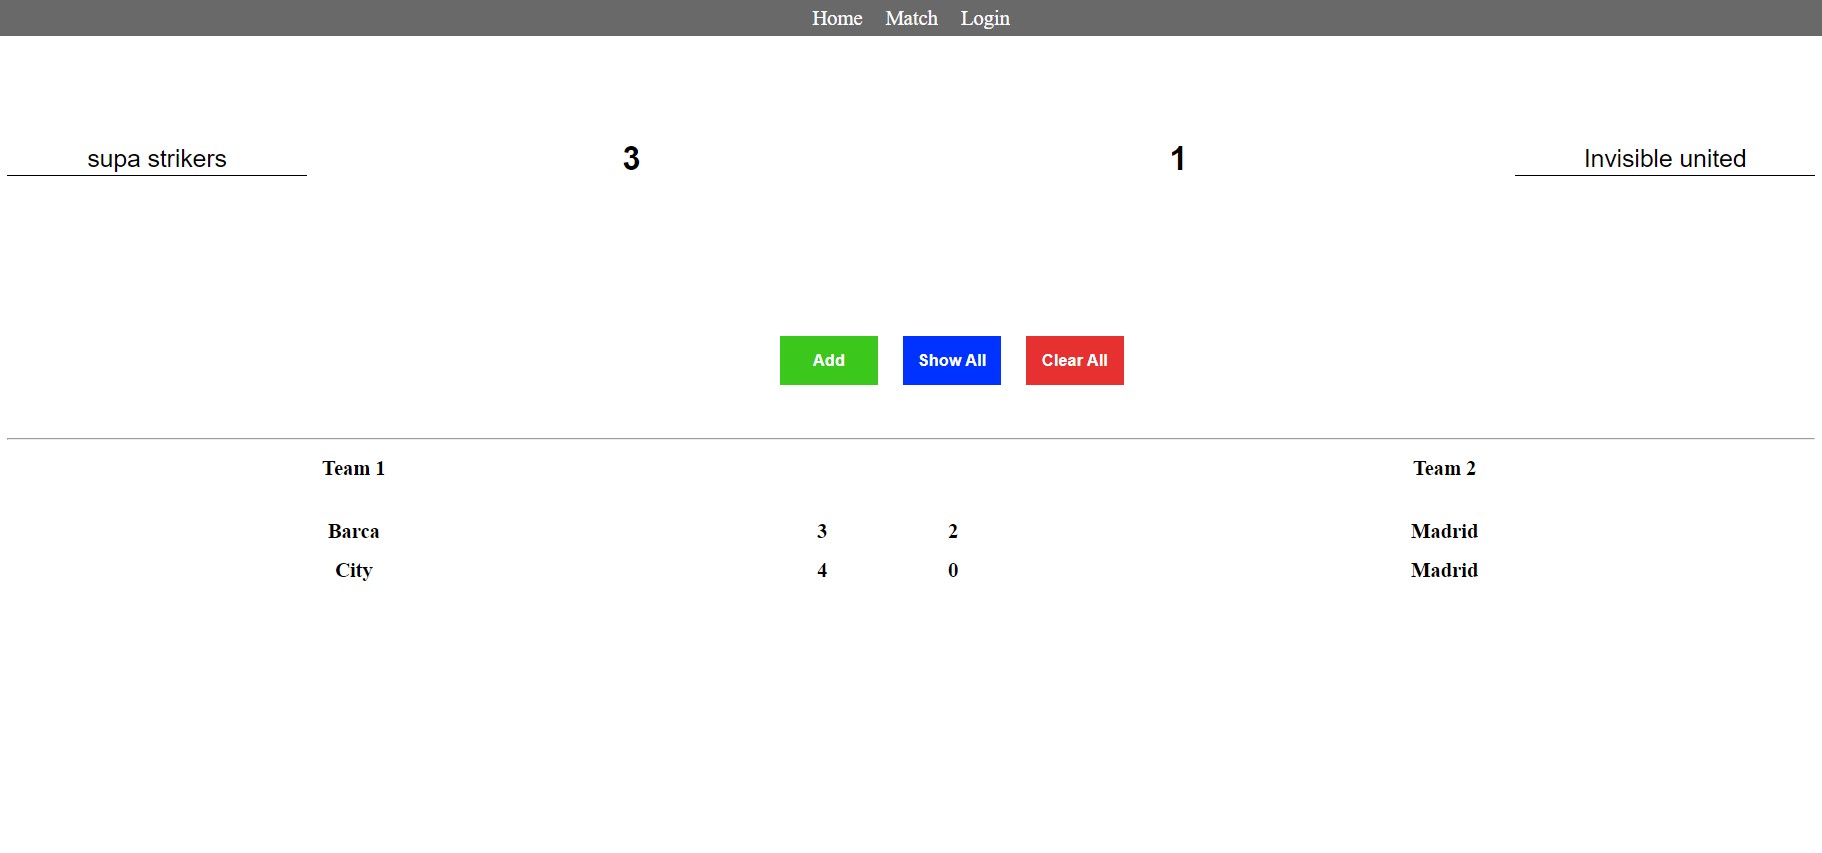 Home Match Login
supa strikers 3 1 Invisible united
Add Show All Clear All
Team 1 Team 2
Barca 3 2 Madrid
City 4 0 Madrid